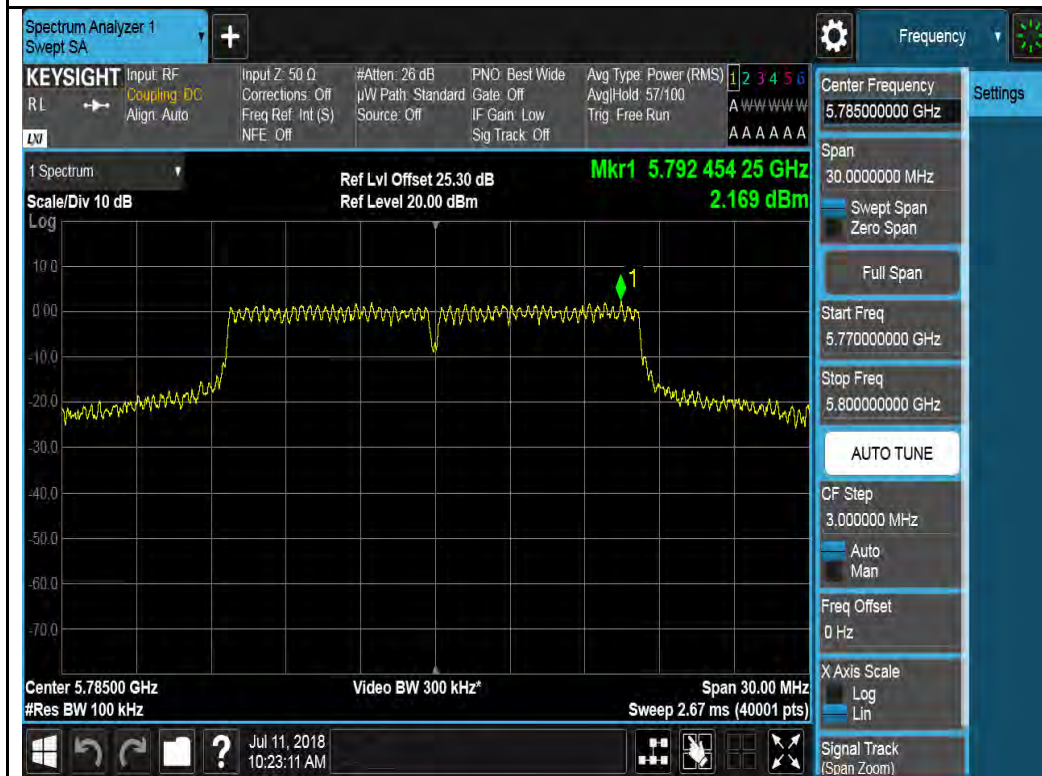 Spectrum Analyzer 1
Swept SA
+
Frequency
KEYSIGHT
RL
LXI
Input: RF
Coupling: DC
Align: Auto
Input Z: 50 Ω
Corrections: Off
Freq Ref: Int (S)
NFE: Off
#Atten: 26 dB
µW Path: Standard
Source: Off
PNO: Best Wide
Gate: Off
IF Gain: Low
Sig Track: Off
Avg Type: Power (RMS)
Avg|Hold: 57/100
Trig: Free Run
1 2 3 4 5 6
A W W W W W
A A A A A A
1 Spectrum
Scale/Div 10 dB
Ref Lvl Offset 25.30 dB
Ref Level 20.00 dBm
Mkr1 5.792 454 25 GHz
2.169 dBm
Log
10.0
0.00
-10.0
-20.0
-30.0
-40.0
-50.0
-60.0
-70.0
1
Center 5.78500 GHz
#Res BW 100 kHz
Video BW 300 kHz*
Span 30.00 MHz
Sweep 2.67 ms (40001 pts)
?
Jul 11, 2018
10:23:11 AM
Center Frequency
5.785000000 GHz
Settings
Span
30.0000000 MHz
Swept Span
Zero Span
Full Span
Start Freq
5.770000000 GHz
Stop Freq
5.800000000 GHz
AUTO TUNE
CF Step
3.000000 MHz
Auto
Man
Freq Offset
0 Hz
X Axis Scale
Log
Lin
Signal Track
(Span Zoom)